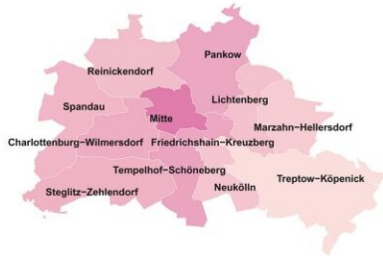 Pankow
Reinickendorf
Lichtenberg
Spandau
Mitte
Marzahn−Hellersdorf
Charlottenburg−Wilmersdorf
Friedrichshain−Kreuzberg
Tempelhof−Schöneberg
Treptow−Köpenick
Steglitz−Zehlendorf
Neukölln